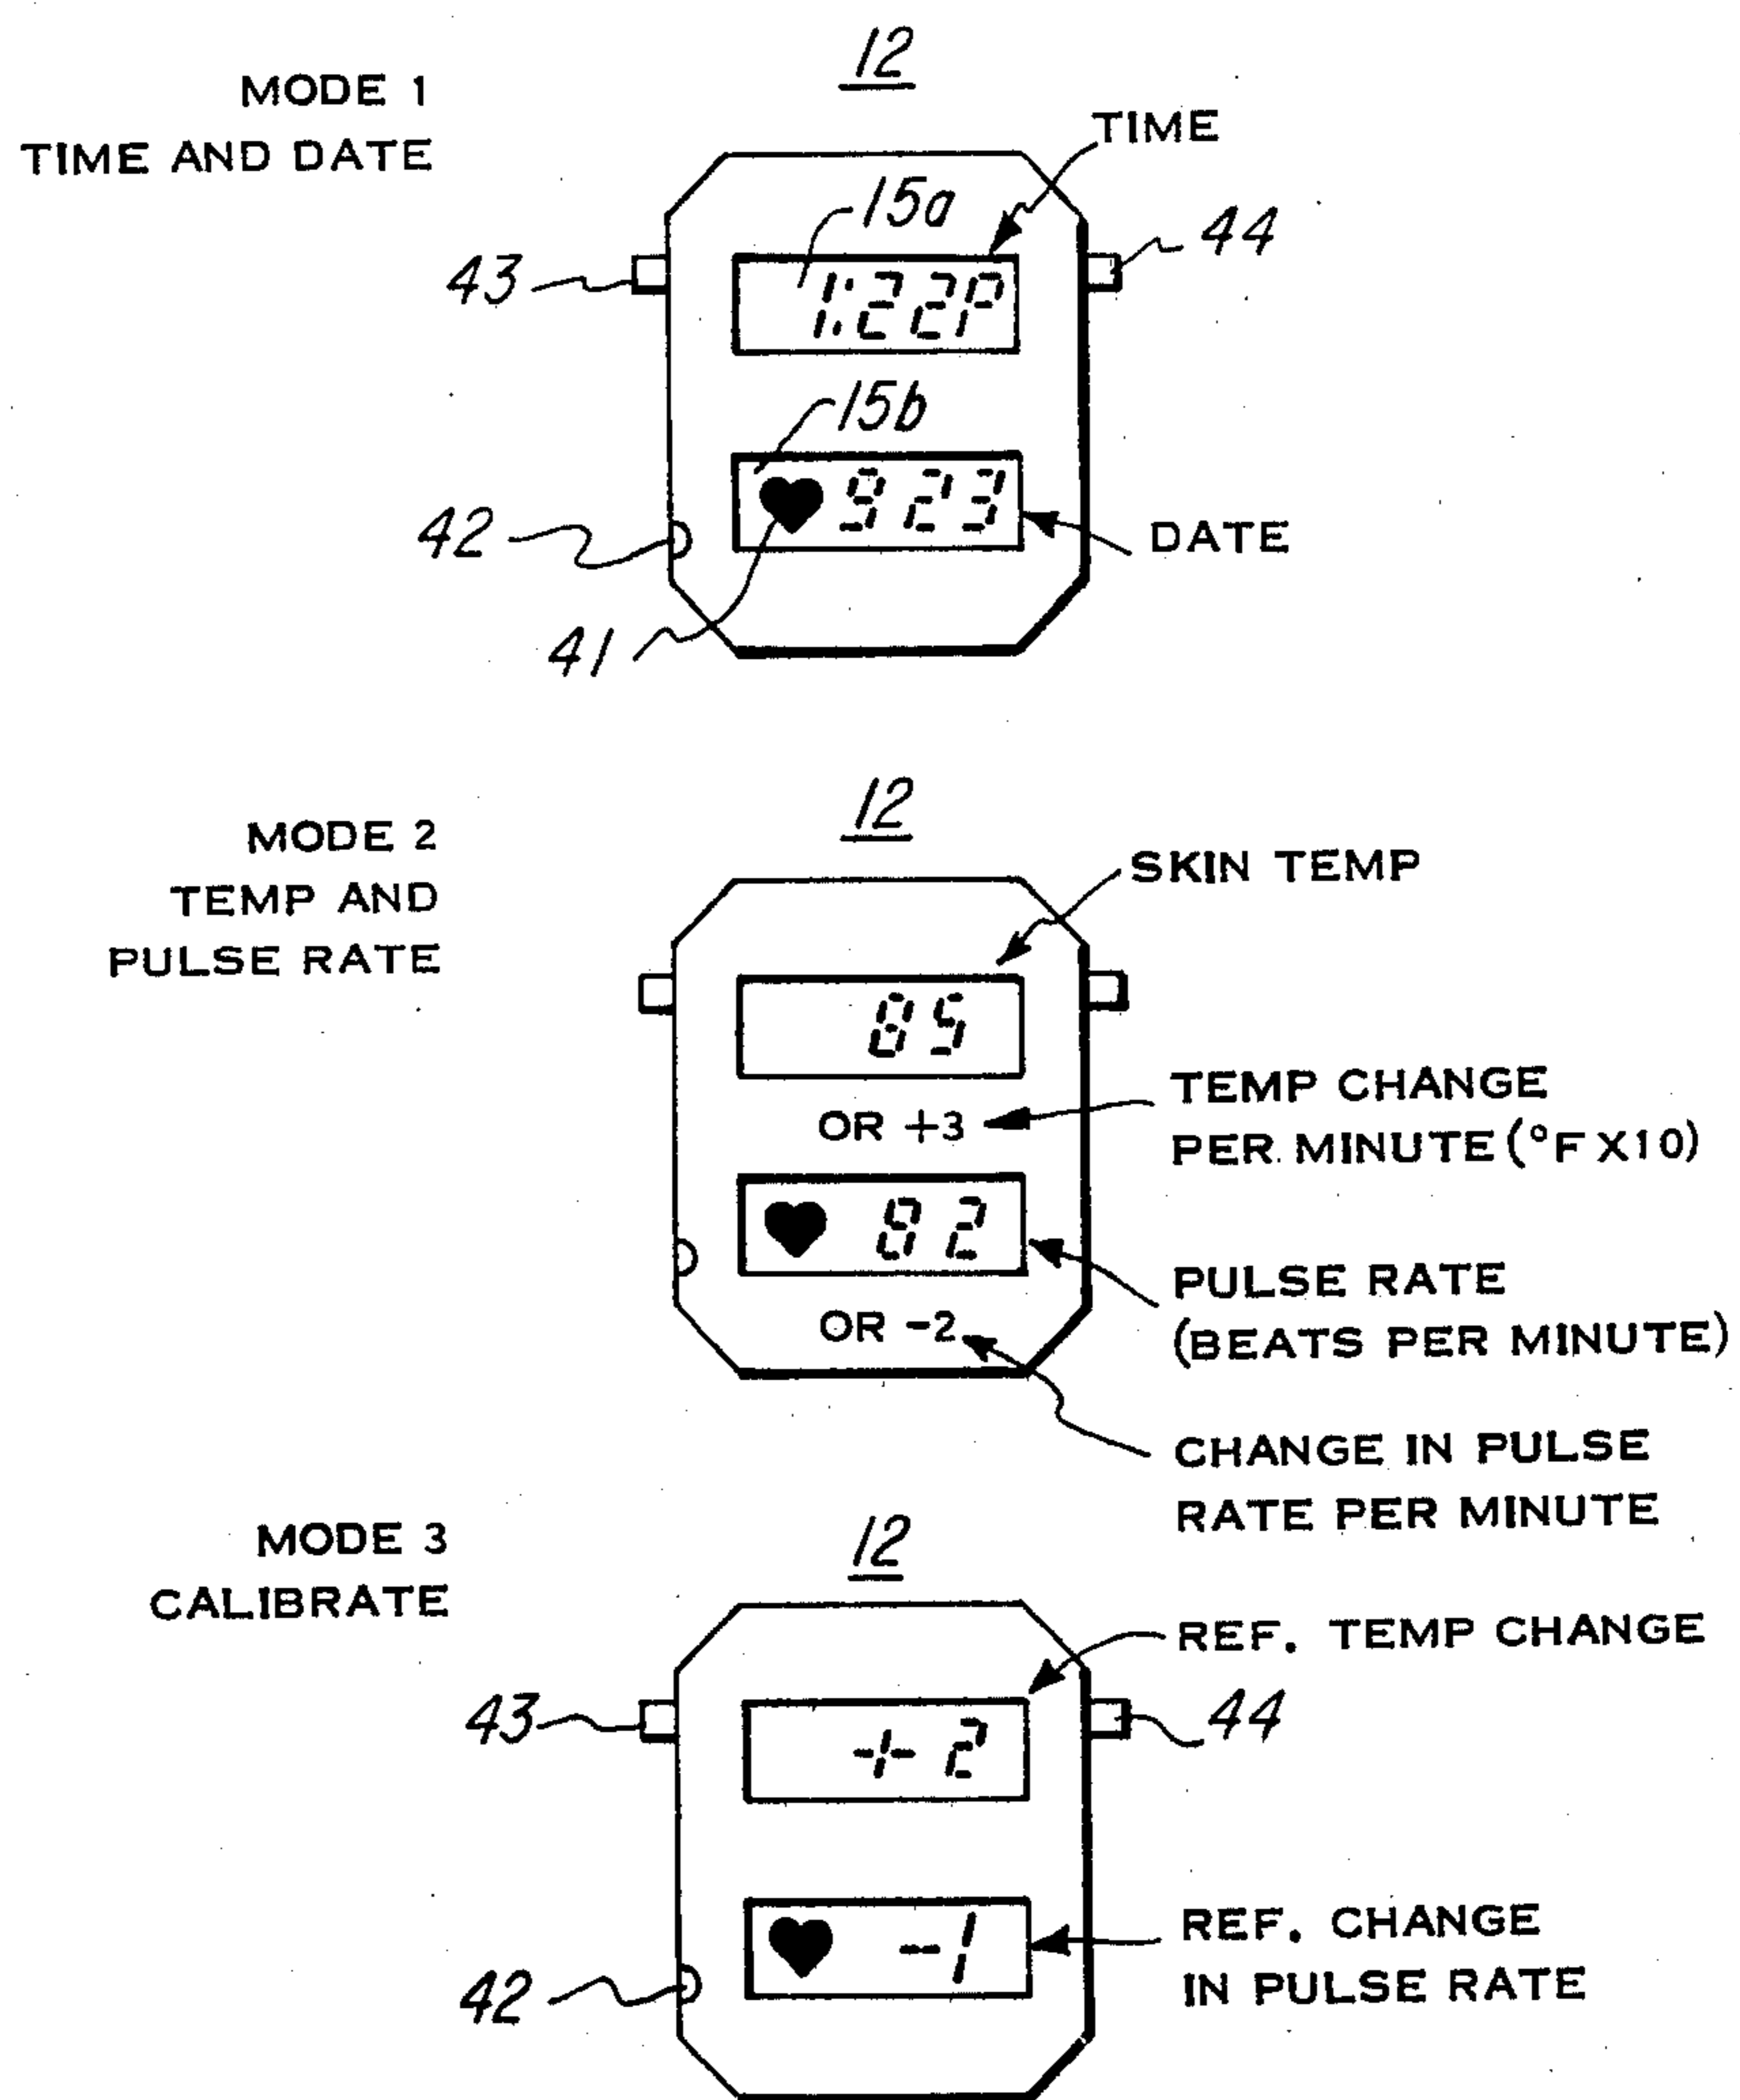 12
MODE 1
TIME AND DATE
TIME
15a
43
44
1:22P
15b
9 23
42
DATE
41
12
MODE 2
TEMP AND
PULSE RATE
SKIN TEMP
85
OR +3
TEMP CHANGE
PER MINUTE (°F X10)
82
PULSE RATE
(BEATS PER MINUTE)
OR -2
CHANGE IN PULSE
RATE PER MINUTE
12
MODE 3
CALIBRATE
REF. TEMP CHANGE
43
44
+ 2
-1
REF. CHANGE
IN PULSE RATE
42